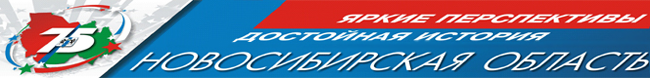 75
ЯРКИЕ ПЕРСПЕКТИВЫ
ДОСТОЙНАЯ ИСТОРИЯ
НОВОСИБИРСКАЯ ОБЛАСТЬ